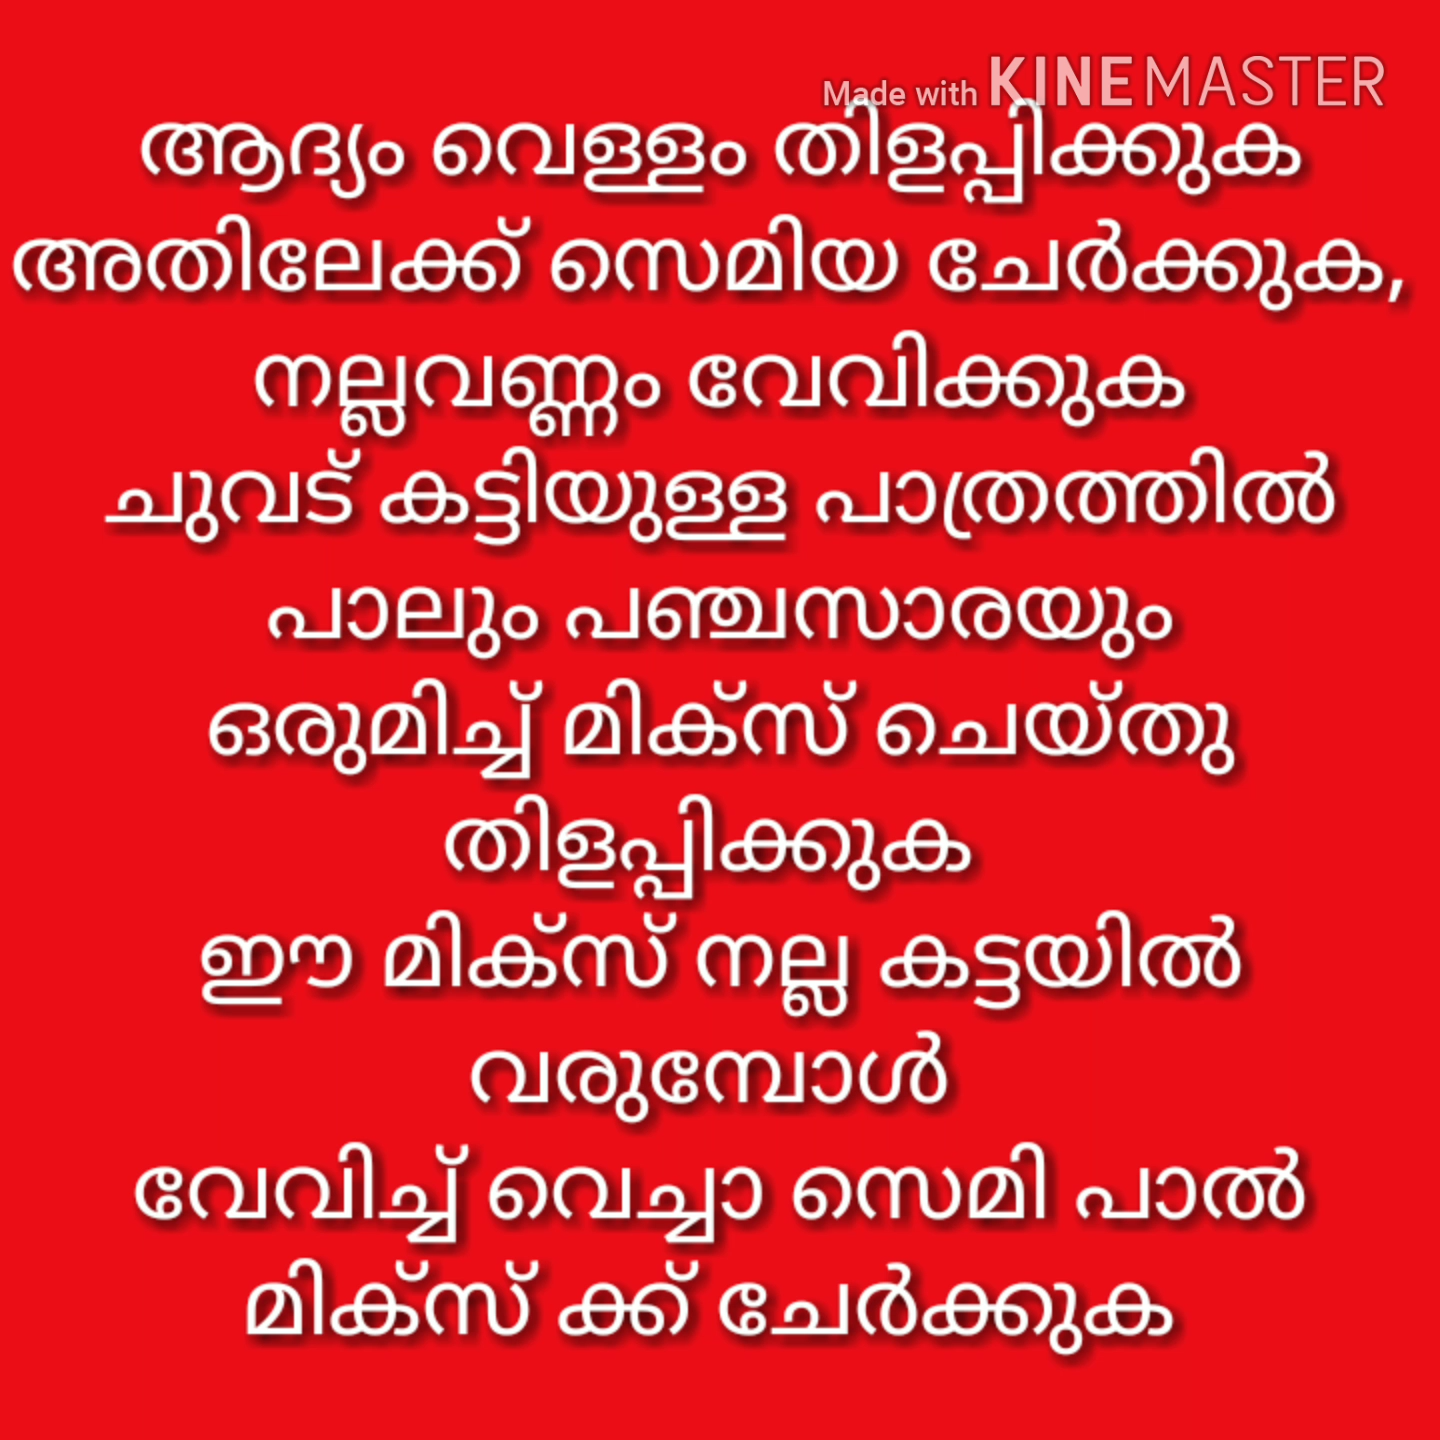 Made with KINEMASTER
ആദ്യം വെള്ളം തിളപ്പിക്കുക
അതിലേക്ക് സെമിയ ചേർക്കുക,
നല്ലവണ്ണം വേവിക്കുക
ചുവട് കട്ടിയുള്ള പാത്രത്തിൽ
പാലും പഞ്ചസാരയും
ഒരുമിച്ച് മിക്സ് ചെയ്തു
തിളപ്പിക്കുക
ഈ മിക്സ് നല്ല കട്ടയിൽ
വരുമ്പോൾ
വേവിച്ച് വെച്ചാ സെമി പാൽ
മിക്സ് ക്ക് ചേർക്കുക